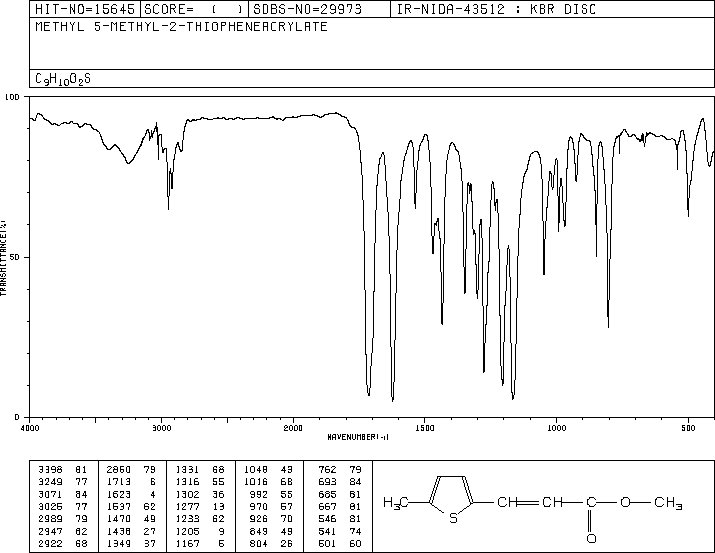 HIT-NO=15645 SCORE= ( ) SDBS-NO=29973 IR-NIDA-43512 : KBR DISC
METHYL 5-METHYL-2-THIOPHENEACRYLATE
C9H10O2S
100
50
0
TRANSMITTANCE(%)
4000 3000 2000 1500 1000 500
WAVENUMBER(-1)
3398 81 2860 79 1331 68 1048 43 762 79
3249 77 1713 6 1316 55 1016 68 693 84
3071 84 1623 4 1302 36 992 55 685 81
3025 77 1537 62 1277 13 970 57 667 81
2989 79 1470 49 1233 62 926 70 546 81
2947 62 1438 27 1205 9 849 49 541 74
2922 68 1349 37 1167 5 804 26 501 60
H3C S CH CH C O CH3
O